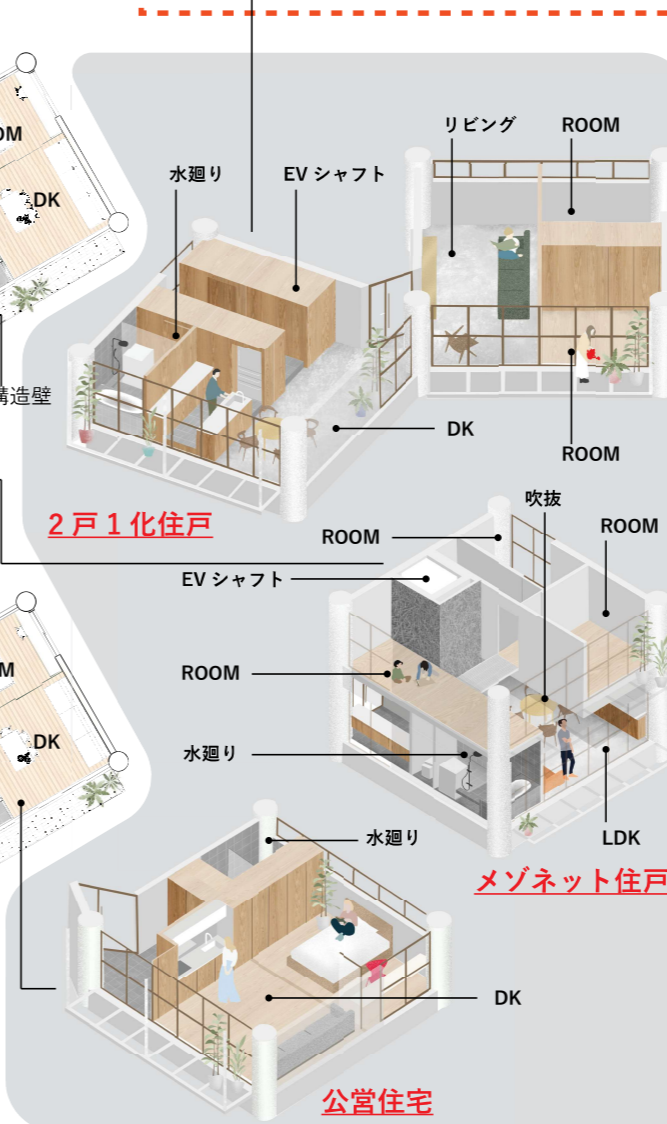 リビング
ROOM
水廻り
EV シャフト
DK
構造壁
DK
ROOM
2戸1化住戸
吹抜
ROOM
ROOM
EV シャフト
ROOM
水廻り
DK
LDK
水廻り
メゾネット住戸
DK
公営住宅